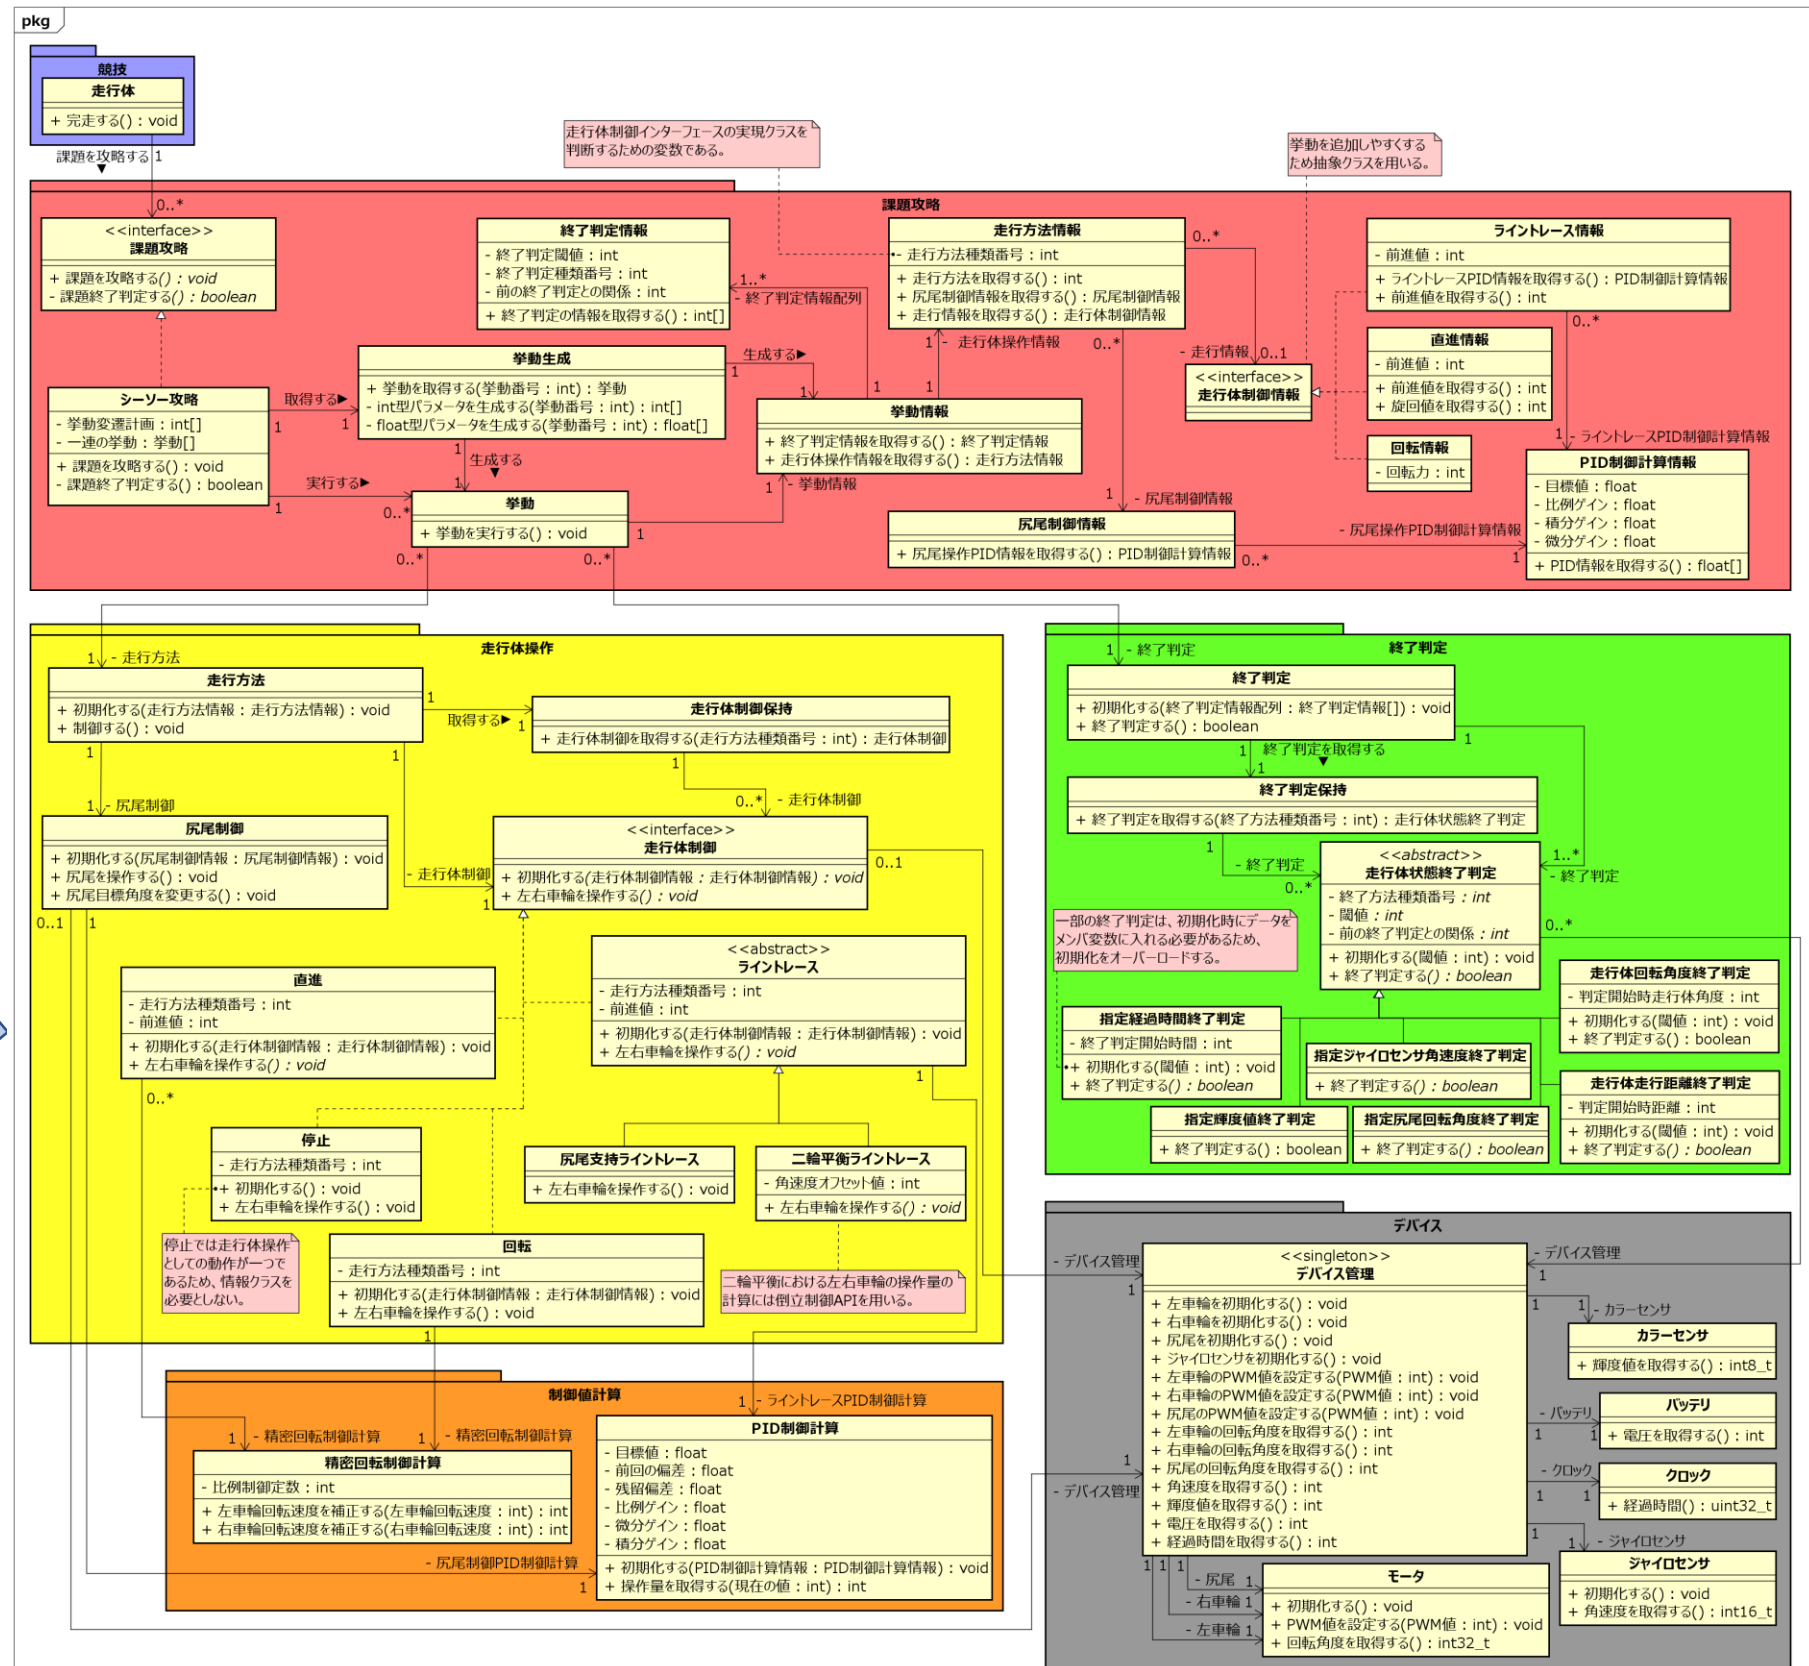 pkg
競技
走行体
+ 完走する() : void
課題を攻略する 1
▼
0..*
走行体制御インターフェースの実現クラスを
判断するための変数である。
挙動を追加しやすくする
ため抽象クラスを用いる。
課題攻略
<<interface>>
課題攻略
+ 課題を攻略する() : void
- 課題終了判定する() : boolean
終了判定情報
- 終了判定閾値 : int
- 終了判定種類番号 : int
- 前の終了判定との関係 : int
+ 終了判定の情報を取得する() : int[]
1..*
- 終了判定情報配列
走行方法情報
- 走行方法種類番号 : int
+ 走行方法を取得する() : int
+ 尻尾制御情報を取得する() : 尻尾制御情報
+ 走行情報を取得する() : 走行体制御情報
0..*
1 - 走行体操作情報
0..*
- 走行情報 0..1
<<interface>>
走行体制御情報
ライントレース情報
- 前進値 : int
+ ライントレースPID情報を取得する() : PID制御計算情報
+ 前進値を取得する() : int
0..*
直進情報
- 前進値 : int
+ 前進値を取得する() : int
+ 旋回値を取得する() : int
回転情報
- 回転力 : int
1 - ライントレースPID制御計算情報
PID制御計算情報
- 目標値 : float
- 比例ゲイン : float
- 積分ゲイン : float
- 微分ゲイン : float
+ PID情報を取得する() : float[]
シーソー攻略
- 挙動変遷計画 : int[]
- 一連の挙動 : 挙動[]
+ 課題を攻略する() : void
- 課題終了判定する() : boolean
取得する▶
1 1
実行する▶
1 0..*
挙動生成
+ 挙動を取得する(挙動番号 : int) : 挙動
- int型パラメータを生成する(挙動番号 : int) : int[]
- float型パラメータを生成する(挙動番号 : int) : float[]
生成する▶
1 1
1
生成する
▼
1
挙動
+ 挙動を実行する() : void
0..* 0..*
1 1
挙動情報
+ 終了判定情報を取得する() : 終了判定情報
+ 走行体操作情報を取得する() : 走行方法情報
1 - 挙動情報
1
1 - 尻尾制御情報
尻尾制御情報
+ 尻尾操作PID情報を取得する() : PID制御計算情報
- 尻尾操作PID制御計算情報
0..* 1
走行体操作
1 - 走行方法
走行方法
+ 初期化する(走行方法情報 : 走行方法情報) : void
+ 制御する() : void
1
取得する▶ 1
走行体制御保持
+ 走行体制御を取得する(走行方法種類番号 : int) : 走行体制御
1 1 1
0..* - 走行体制御
1 - 尻尾制御
尻尾制御
+ 初期化する(尻尾制御情報 : 尻尾制御情報) : void
+ 尻尾を操作する() : void
+ 尻尾目標角度を変更する() : void
0..1 1
- 走行体制御
1
<<interface>>
走行体制御
+ 初期化する(走行体制御情報 : 走行体制御情報) : void
+ 左右車輪を操作する() : void
0..1
直進
- 走行方法種類番号 : int
- 前進値 : int
+ 初期化する(走行体制御情報 : 走行体制御情報) : void
+ 左右車輪を操作する() : void
0..*
<<abstract>>
ライントレース
- 走行方法種類番号 : int
- 前進値 : int
+ 初期化する(走行体制御情報 : 走行体制御情報) : void
+ 左右車輪を操作する() : void
1
停止
- 走行方法種類番号 : int
+ 初期化する() : void
+ 左右車輪を操作する() : void
尻尾支持ライントレース
+ 左右車輪を操作する() : void
二輪平衡ライントレース
- 角速度オフセット値 : int
+ 左右車輪を操作する() : void
停止では走行体操作
としての動作が一つで
あるため、情報クラスを
必要としない。
回転
- 走行方法種類番号 : int
+ 初期化する(走行体制御情報 : 走行体制御情報) : void
+ 左右車輪を操作する() : void
1
二輪平衡における左右車輪の操作量の
計算には倒立制御APIを用いる。
終了判定
1 - 終了判定
終了判定
+ 初期化する(終了判定情報配列 : 終了判定情報[]) : void
+ 終了判定する() : boolean
1 終了判定を取得する 1
▼
1
終了判定保持
+ 終了判定を取得する(終了方法種類番号 : int) : 走行体状態終了判定
1
- 終了判定
0..*
1..*
- 終了判定
<<abstract>>
走行体状態終了判定
- 終了方法種類番号 : int
- 閾値 : int
- 前の終了判定との関係 : int
+ 初期化する(閾値 : int) : void
+ 終了判定する() : boolean
0..*
一部の終了判定は、初期化時にデータを
メンバ変数に入れる必要があるため、
初期化をオーバーロードする。
指定経過時間終了判定
- 終了判定開始時間 : int
+ 初期化する(閾値 : int) : void
+ 終了判定する() : boolean
指定ジャイロセンサ角速度終了判定
+ 終了判定する() : boolean
走行体回転角度終了判定
- 判定開始時走行体角度 : int
+ 初期化する(閾値 : int) : void
+ 終了判定する() : boolean
指定輝度値終了判定
+ 終了判定する() : boolean
指定尻尾回転角度終了判定
+ 終了判定する() : boolean
走行体走行距離終了判定
- 判定開始時距離 : int
+ 初期化する(閾値 : int) : void
+ 終了判定する() : boolean
デバイス
- デバイス管理
1
- デバイス管理
1
<<singleton>>
デバイス管理
+ 左車輪を初期化する() : void
+ 右車輪を初期化する() : void
+ 尻尾を初期化する() : void
+ ジャイロセンサを初期化する() : void
+ 左車輪のPWM値を設定する(PWM値 : int) : void
+ 右車輪のPWM値を設定する(PWM値 : int) : void
+ 尻尾のPWM値を設定する(PWM値 : int) : void
+ 左車輪の回転角度を取得する() : int
+ 右車輪の回転角度を取得する() : int
+ 尻尾の回転角度を取得する() : int
+ 角速度を取得する() : int
+ 輝度値を取得する() : int
+ 電圧を取得する() : int
+ 経過時間を取得する() : int
1
- デバイス管理
1 1 - カラーセンサ
カラーセンサ
+ 輝度値を取得する() : int8_t
- バッテリ
1 1
バッテリ
+ 電圧を取得する() : int
- クロック
1 1
クロック
+ 経過時間() : uint32_t
1 1 - ジャイロセンサ
ジャイロセンサ
+ 初期化する() : void
+ 角速度を取得する() : int16_t
1 1 1
- 尻尾 1
- 右車輪 1
- 左車輪 1
モータ
+ 初期化する() : void
+ PWM値を設定する(PWM値 : int) : void
+ 回転角度を取得する() : int32_t
制御値計算
1 - 精密回転制御計算
1 - 精密回転制御計算
精密回転制御計算
- 比例制御定数 : int
+ 左車輪回転速度を補正する(左車輪回転速度 : int) : int
+ 右車輪回転速度を補正する(右車輪回転速度 : int) : int
1 - ライントレースPID制御計算
PID制御計算
- 目標値 : float
- 前回の偏差 : float
- 残留偏差 : float
- 比例ゲイン : float
- 微分ゲイン : float
- 積分ゲイン : float
+ 初期化する(PID制御計算情報 : PID制御計算情報) : void
+ 操作量を取得する(現在の値 : int) : int
- 尻尾制御PID制御計算
1